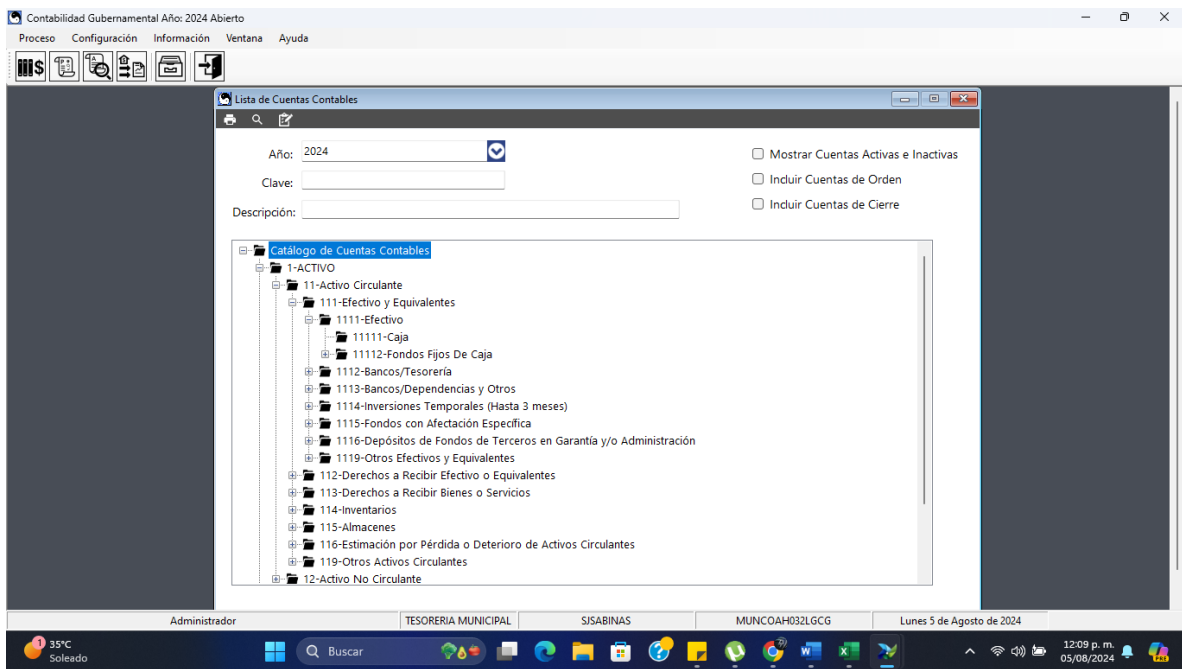 Contabilidad Gubernamental Año: 2024 Abierto
Proceso Configuración Información Ventana Ayuda
Lista de Cuentas Contables
Año: 2024
Mostrar Cuentas Activas e Inactivas
Clave:
Incluir Cuentas de Orden
Descripción:
Incluir Cuentas de Cierre
Catálogo de Cuentas Contables
1-ACTIVO
11-Activo Circulante
111-Efectivo y Equivalentes
1111-Efectivo
11111-Caja
11112-Fondos Fijos De Caja
1112-Bancos/Tesorería
1113-Bancos/Dependencias y Otros
1114-Inversiones Temporales (Hasta 3 meses)
1115-Fondos con Afectación Específica
1116-Depósitos de Fondos de Terceros en Garantía y/o Administración
1119-Otros Efectivos y Equivalentes
112-Derechos a Recibir Efectivo o Equivalentes
113-Derechos a Recibir Bienes o Servicios
114-Inventarios
115-Almacenes
116-Estimación por Pérdida o Deterioro de Activos Circulantes
119-Otros Activos Circulantes
12-Activo No Circulante
Administrador TESORERIA MUNICIPAL SJSABINAS MUNCOAH032LGCG Lunes 5 de Agosto de 2024
1 35°C
Soleado
Buscar
12:09 p. m.
05/08/2024
PRE